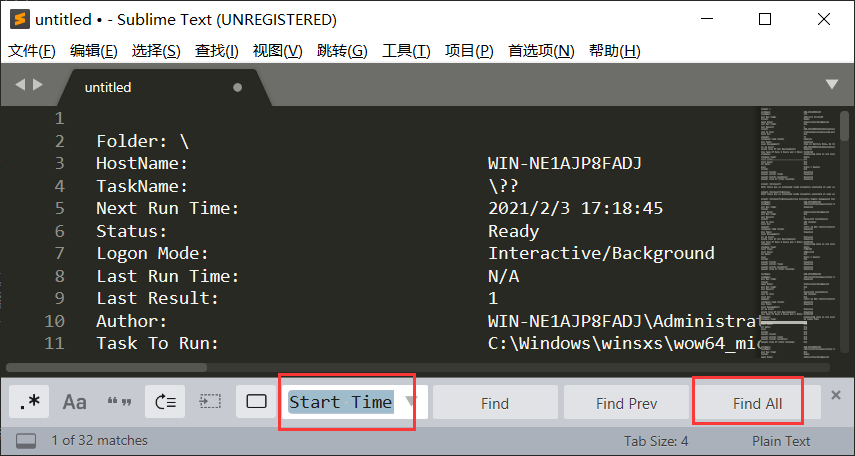 untitled • - Sublime Text (UNREGISTERED)
文件(F) 编辑(E) 选择(S) 查找(I) 视图(V) 跳转(G) 工具(T) 项目(P) 首选项(N) 帮助(H)
untitled
1
2 Folder: \
3 HostName: WIN-NE1AJP8FADJ
4 TaskName: \??
5 Next Run Time: 2021/2/3 17:18:45
6 Status: Ready
7 Logon Mode: Interactive/Background
8 Last Run Time: N/A
9 Last Result: 1
10 Author: WIN-NE1AJP8FADJ\Administrat
11 Task To Run: C:\Windows\winsxs\wow64_mic
.* Aa “” Start Time Find Find Prev Find All
1 of 32 matches Tab Size: 4 Plain Text